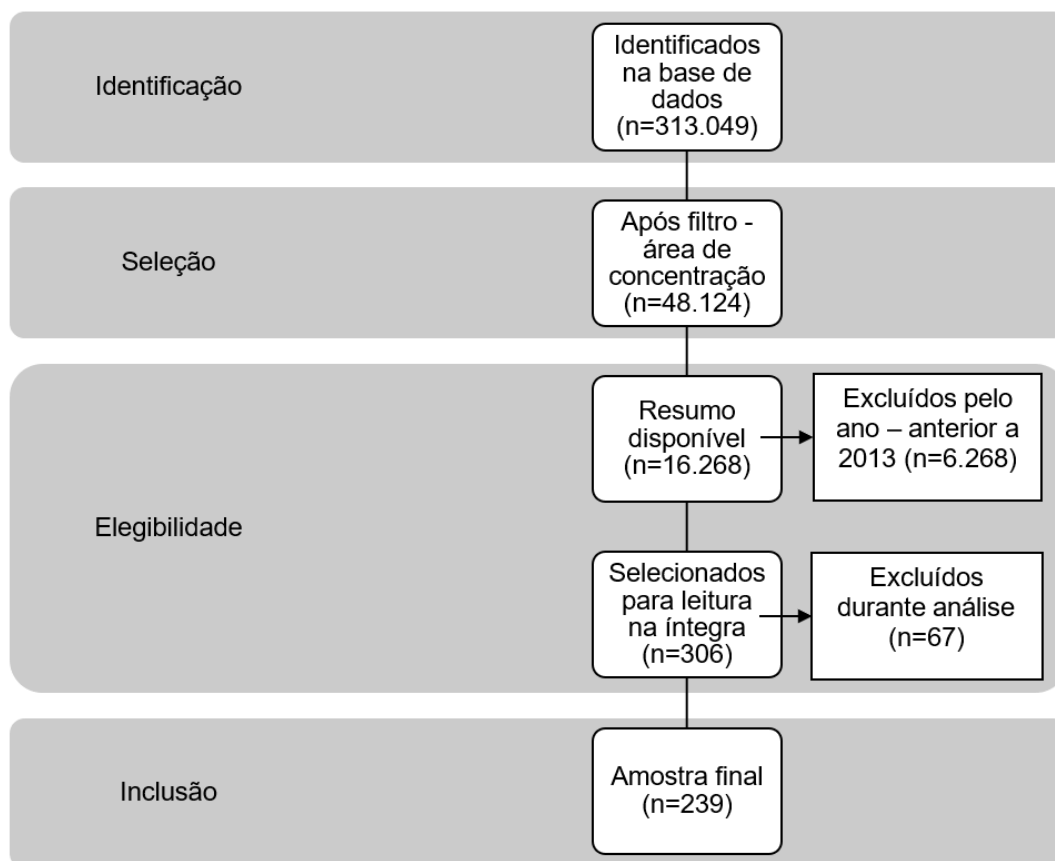 Identificação
Identificados
na base de
dados
(n=313.049)
Seleção
Após filtro -
área de
concentração
(n=48.124)
Elegibilidade
Resumo
disponível
(n=16.268)
Excluídos pelo
ano – anterior a
2013 (n=6.268)
Selecionados
para leitura
na íntegra
(n=306)
Excluídos
durante análise
(n=67)
Inclusão
Amostra final
(n=239)